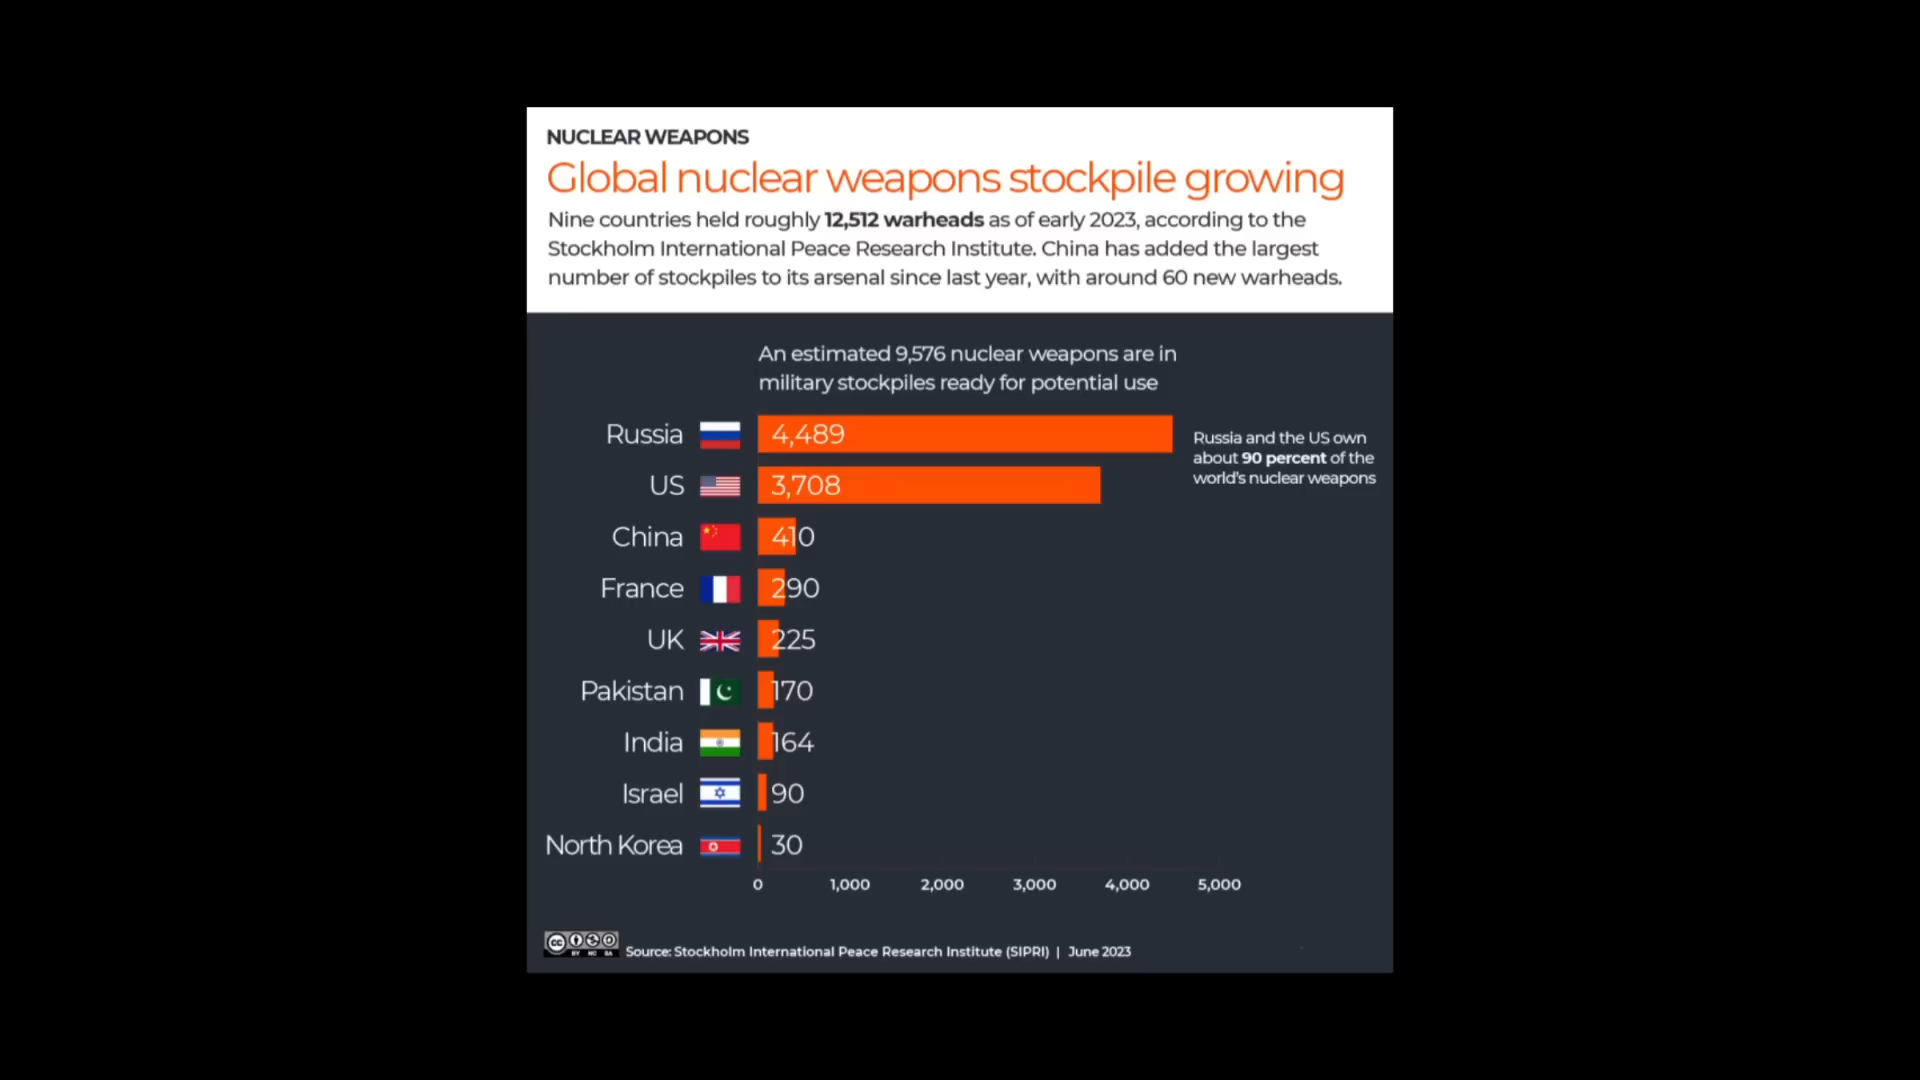 NUCLEAR WEAPONS
Global nuclear weapons stockpile growing
Nine countries held roughly 12,512 warheads as of early 2023, according to the
Stockholm International Peace Research Institute. China has added the largest
number of stockpiles to its arsenal since last year, with around 60 new warheads.
An estimated 9,576 nuclear weapons are in
military stockpiles ready for potential use
Russia 4,489
Russia and the US own
about 90 percent of the
world's nuclear weapons
US 3,708
China 410
France 290
UK 225
Pakistan 170
India 164
Israel 90
North Korea 30
0 1,000 2,000 3,000 4,000 5,000
cc BY NC SA
Source: Stockholm International Peace Research Institute (SIPRI) | June 2023